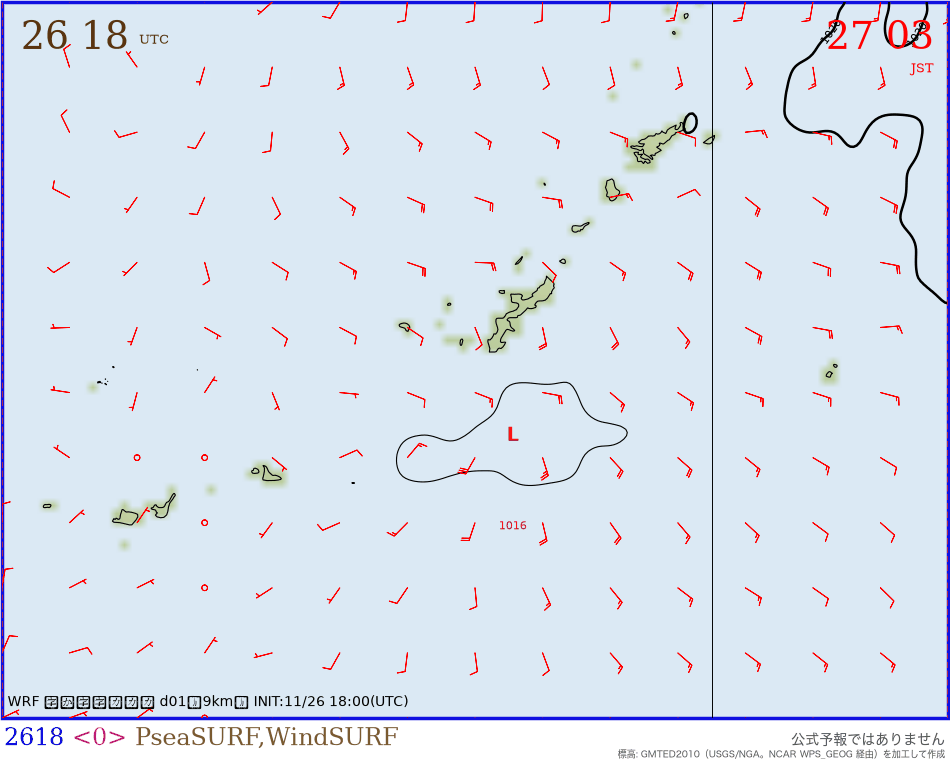 26 18 UTC
27 03
JST
1020
1020
L
1016
WRF d01 9km INIT:11/26 18:00(UTC)
2618 <0> PseaSURF,WindSURF
公式予報ではありません
標高: GMTED2010（USGS/NGA。NCAR WPS_GEOG 経由）を加工して作成